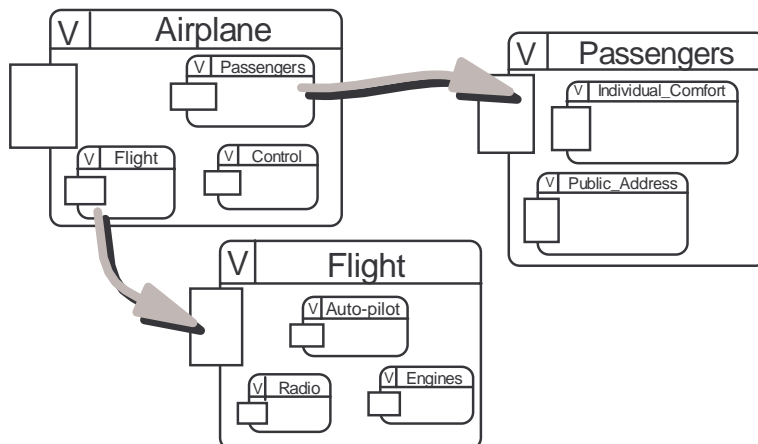 V Airplane
V Passengers
V Flight
V Control
V Passengers
V Individual_Comfort
V Public_Address
V Flight
V Auto-pilot
V Radio
V Engines